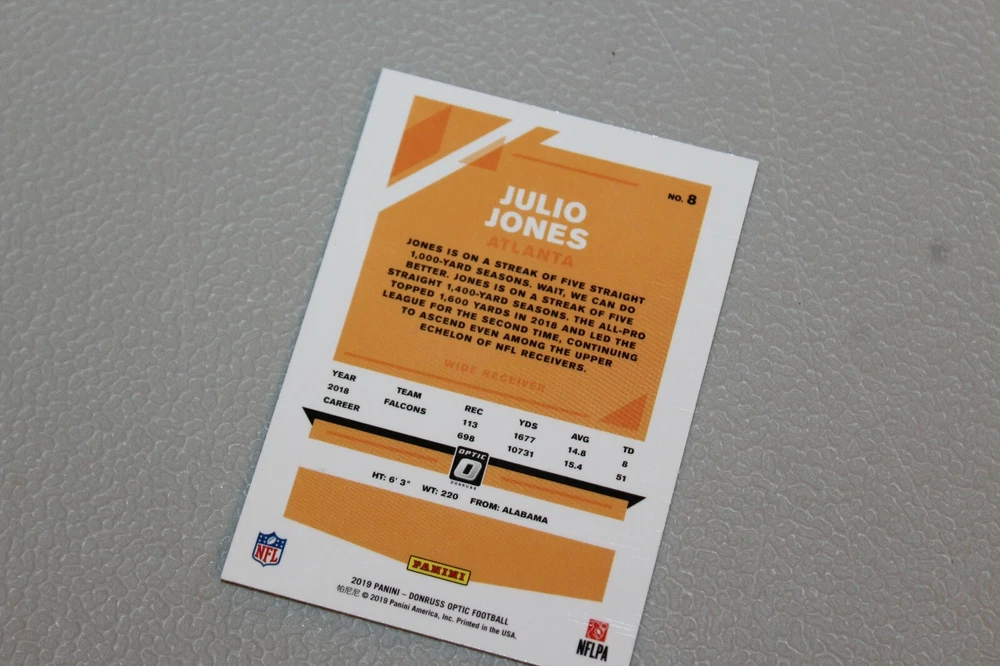 NO. 8
JULIO
JONES
ATLANTA
JONES IS ON A STREAK OF FIVE STRAIGHT
1,000-YARD SEASONS. WAIT, WE CAN DO
BETTER. JONES IS ON A STREAK OF FIVE
STRAIGHT 1,400-YARD SEASONS. THE ALL-PRO
TOPPED 1,600 YARDS IN 2018 AND LED THE
LEAGUE FOR THE SECOND TIME, CONTINUING
TO ASCEND EVEN AMONG THE UPPER
ECHELON OF NFL RECEIVERS.
WIDE RECEIVER
YEAR TEAM REC YDS AVG TD
2018 FALCONS 113 1677 14.8 8
CAREER 698 10731 15.4 51
OPTIC
DONRUSS
HT: 6' 3" WT: 220 FROM: ALABAMA
NFL
PANINI
2019 PANINI – DONRUSS OPTIC FOOTBALL
帕尼尼 © 2019 Panini America, Inc. Printed in the USA.
NFLPA